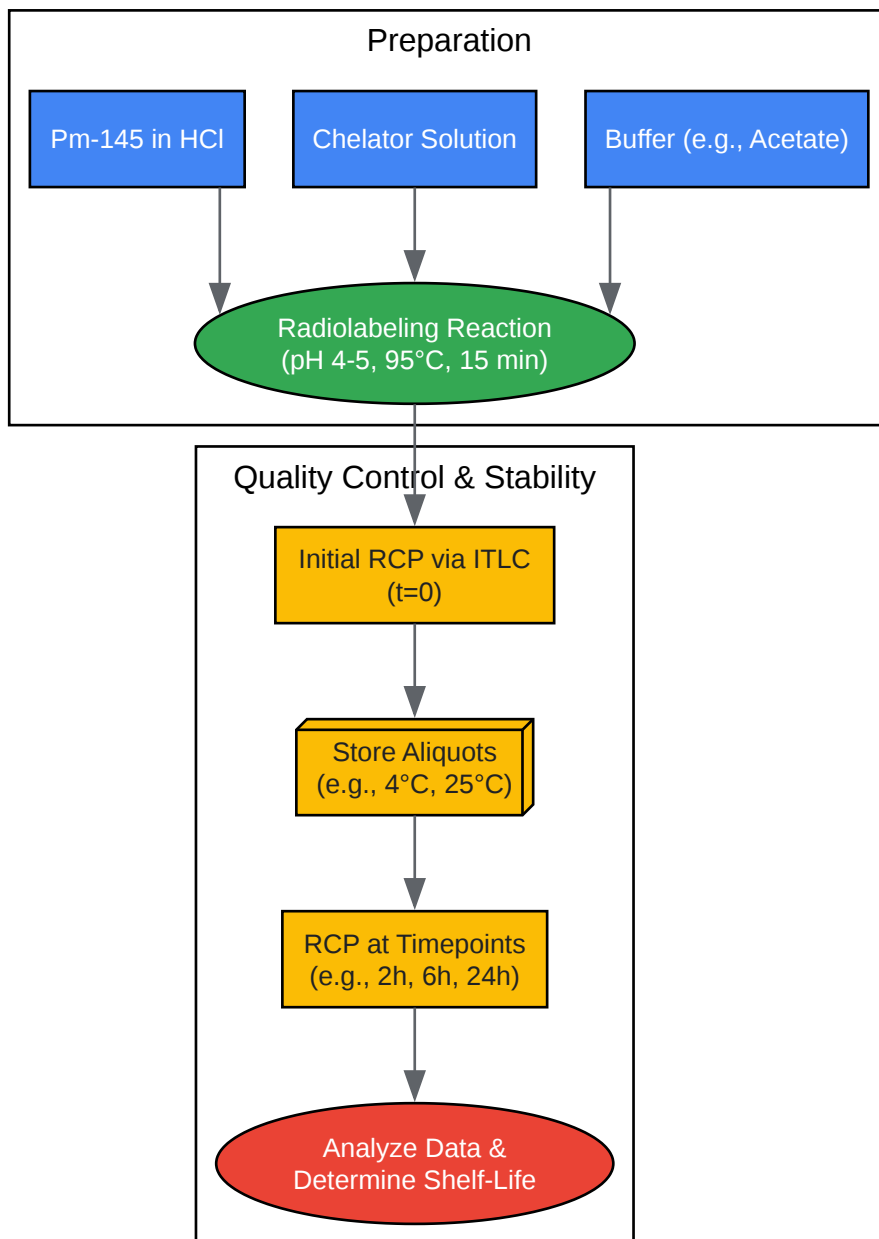 Preparation
Pm-145 in HCl
Chelator Solution
Buffer (e.g., Acetate)
Radiolabeling Reaction
(pH 4-5, 95°C, 15 min)
Quality Control & Stability
Initial RCP via ITLC
(t=0)
Store Aliquots
(e.g., 4°C, 25°C)
RCP at Timepoints
(e.g., 2h, 6h, 24h)
Analyze Data &
Determine Shelf-Life